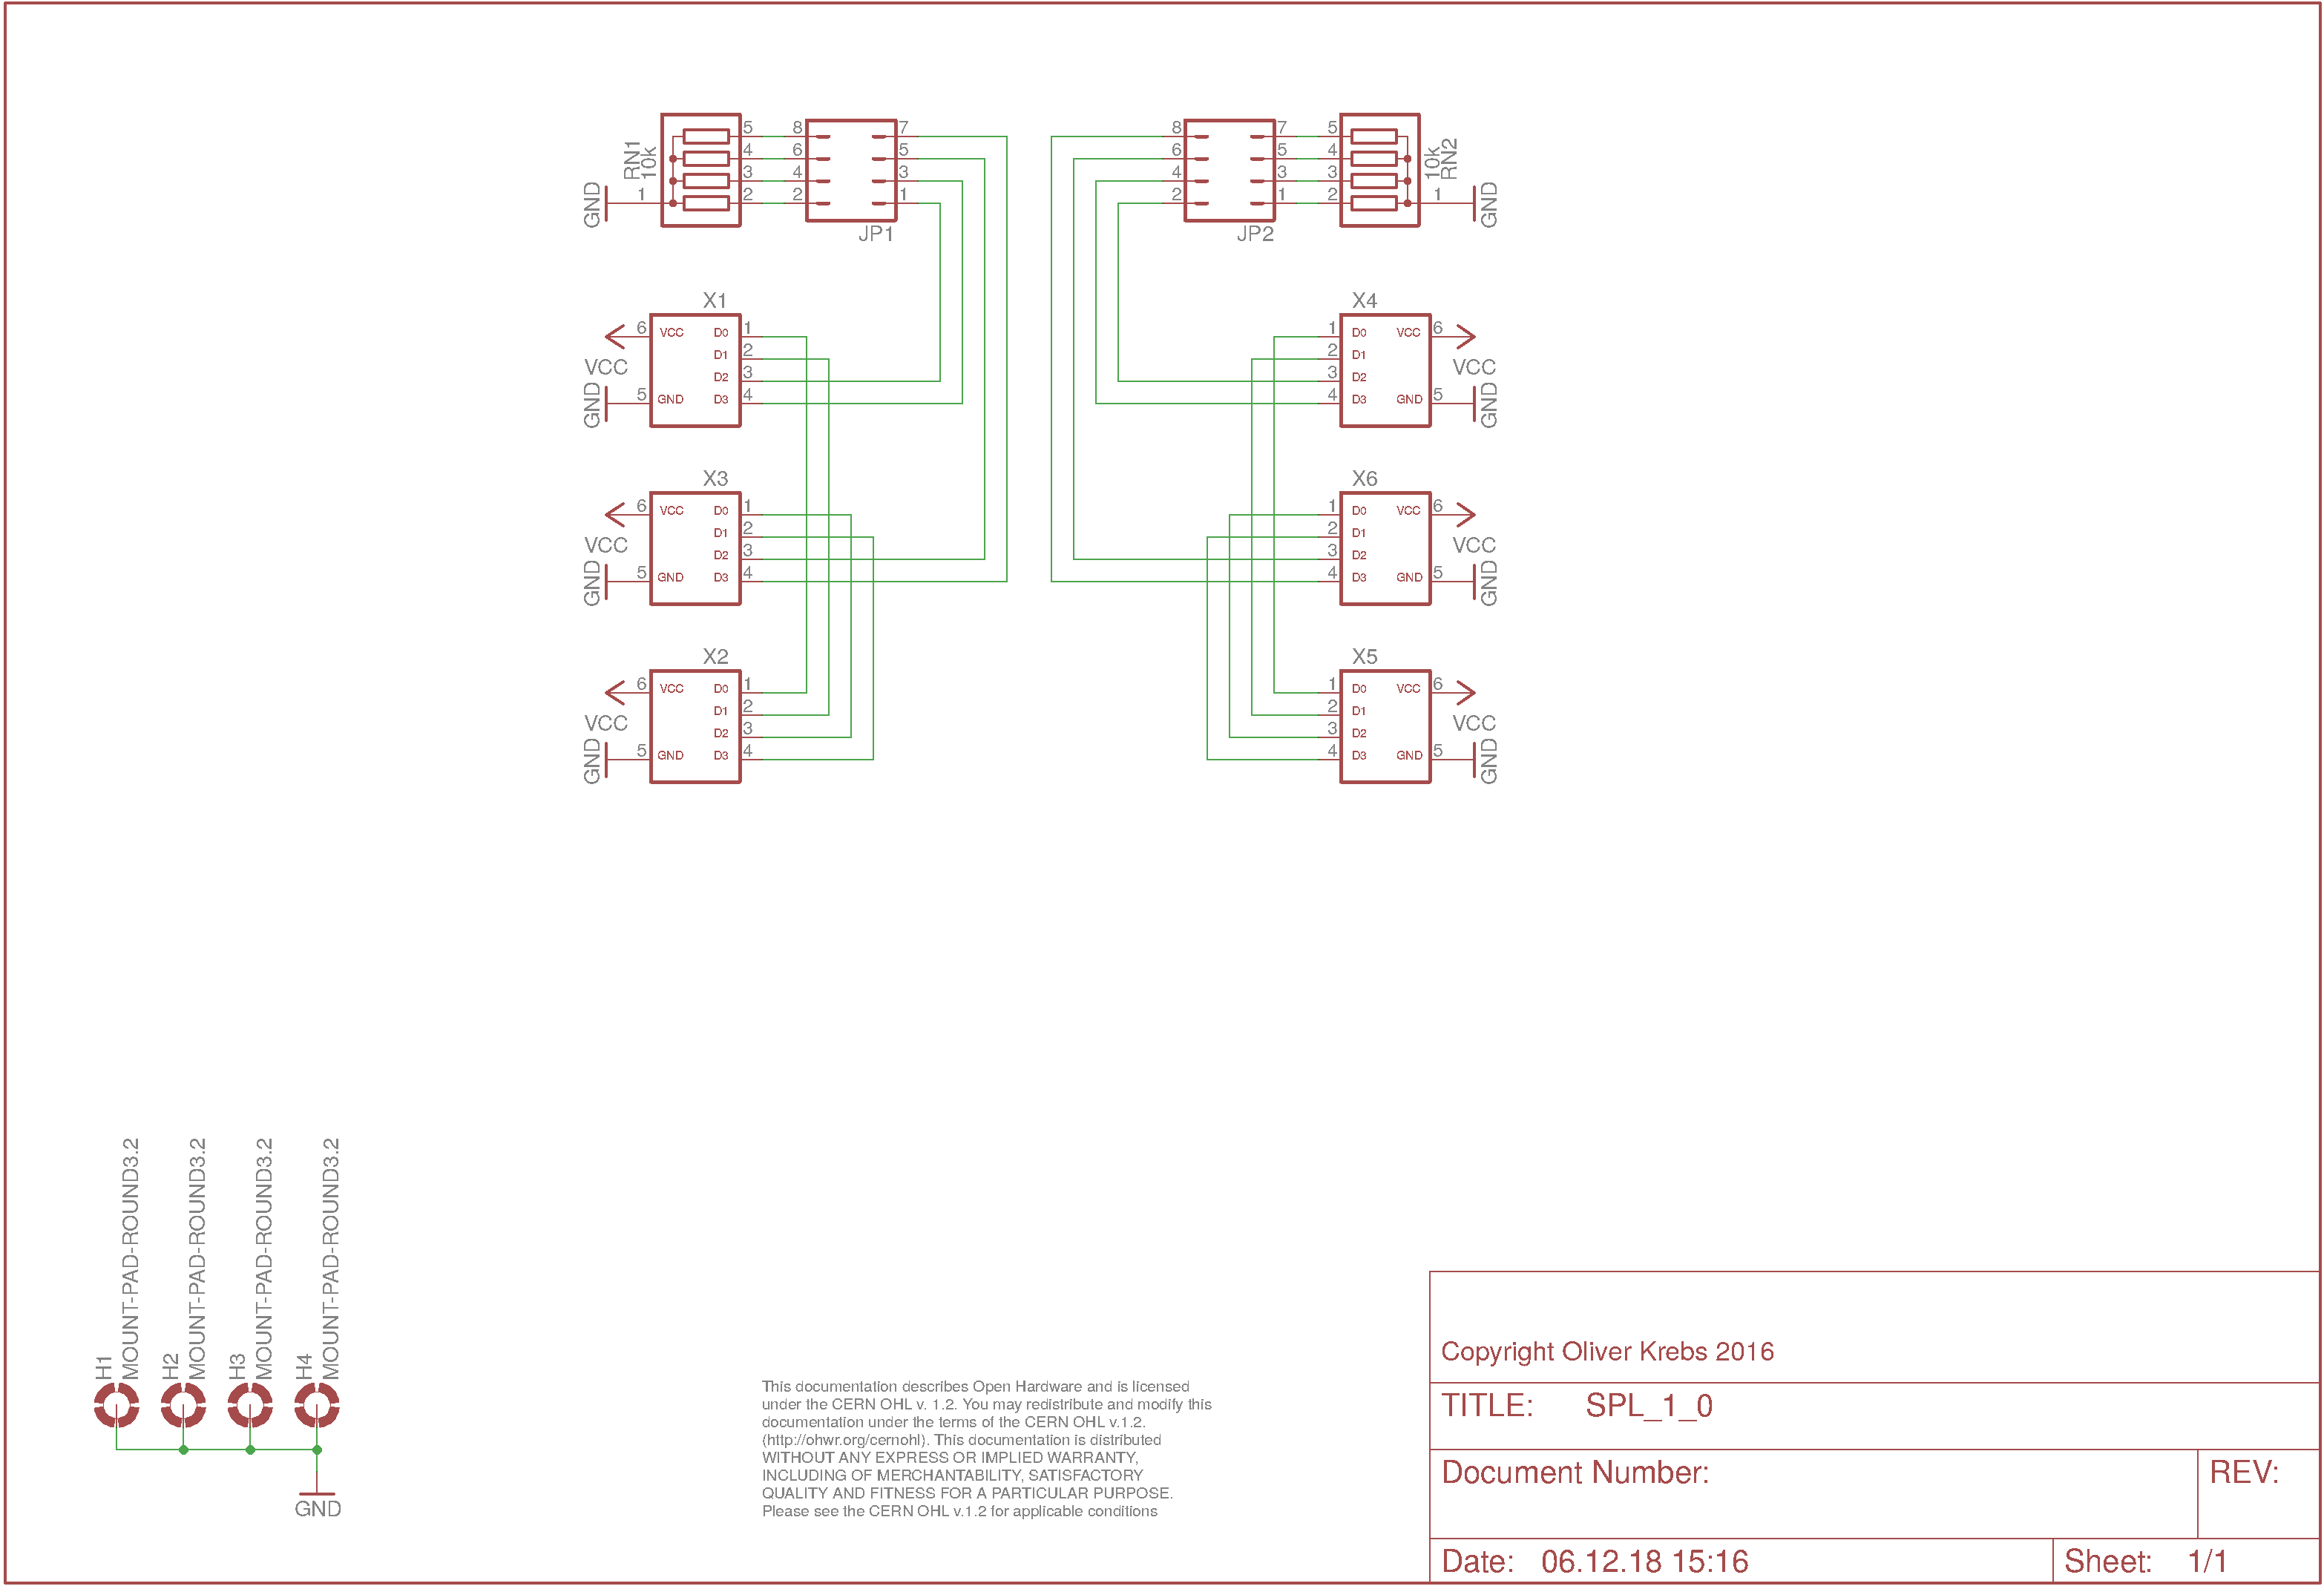 RN1
10k
GND
1
5
4
3
2
8
6
4
2
7
5
3
1
JP1
8
6
4
2
7
5
3
1
JP2
5
4
3
2
10k
RN2
1
GND
X1
6 VCC D0 1
D1 2
VCC D2 3
GND 5 GND D3 4
X4
1 D0 VCC 6
2 D1
3 D2 VCC
4 D3 GND 5 GND
X3
6 VCC D0 1
D1 2
VCC D2 3
GND 5 GND D3 4
X6
1 D0 VCC 6
2 D1
3 D2 VCC
4 D3 GND 5 GND
X2
6 VCC D0 1
D1 2
VCC D2 3
GND 5 GND D3 4
X5
1 D0 VCC 6
2 D1
3 D2 VCC
4 D3 GND 5 GND
H1
MOUNT-PAD-ROUND3.2
H2
MOUNT-PAD-ROUND3.2
H3
MOUNT-PAD-ROUND3.2
H4
MOUNT-PAD-ROUND3.2
GND
This documentation describes Open Hardware and is licensed
under the CERN OHL v. 1.2. You may redistribute and modify this
documentation under the terms of the CERN OHL v.1.2.
(http://ohwr.org/cernohl). This documentation is distributed
WITHOUT ANY EXPRESS OR IMPLIED WARRANTY,
INCLUDING OF MERCHANTABILITY, SATISFACTORY
QUALITY AND FITNESS FOR A PARTICULAR PURPOSE.
Please see the CERN OHL v.1.2 for applicable conditions
Copyright Oliver Krebs 2016
TITLE: SPL_1_0
Document Number:
REV:
Date: 06.12.18 15:16
Sheet: 1/1